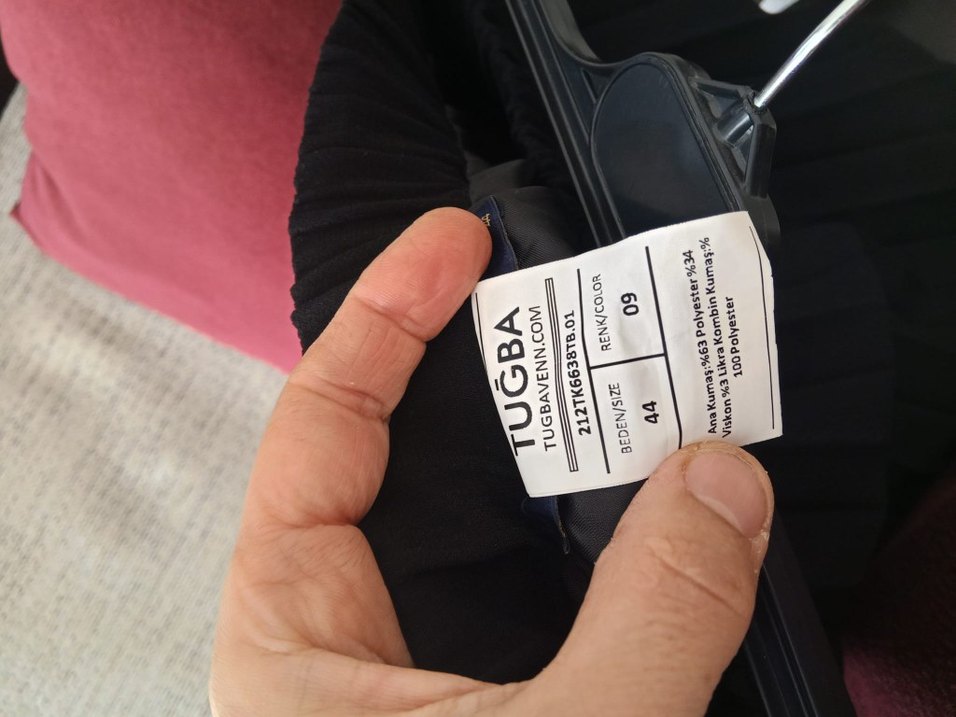 TUĞBA
TUGBAVENN.COM
212TK6638TB.01
BEDEN/SIZE
RENK/COLOR
44
09
Ana Kumaş:%63 Polyester %34
Viskon %3 Likra Kombin Kumaş:%
100 Polyester
44